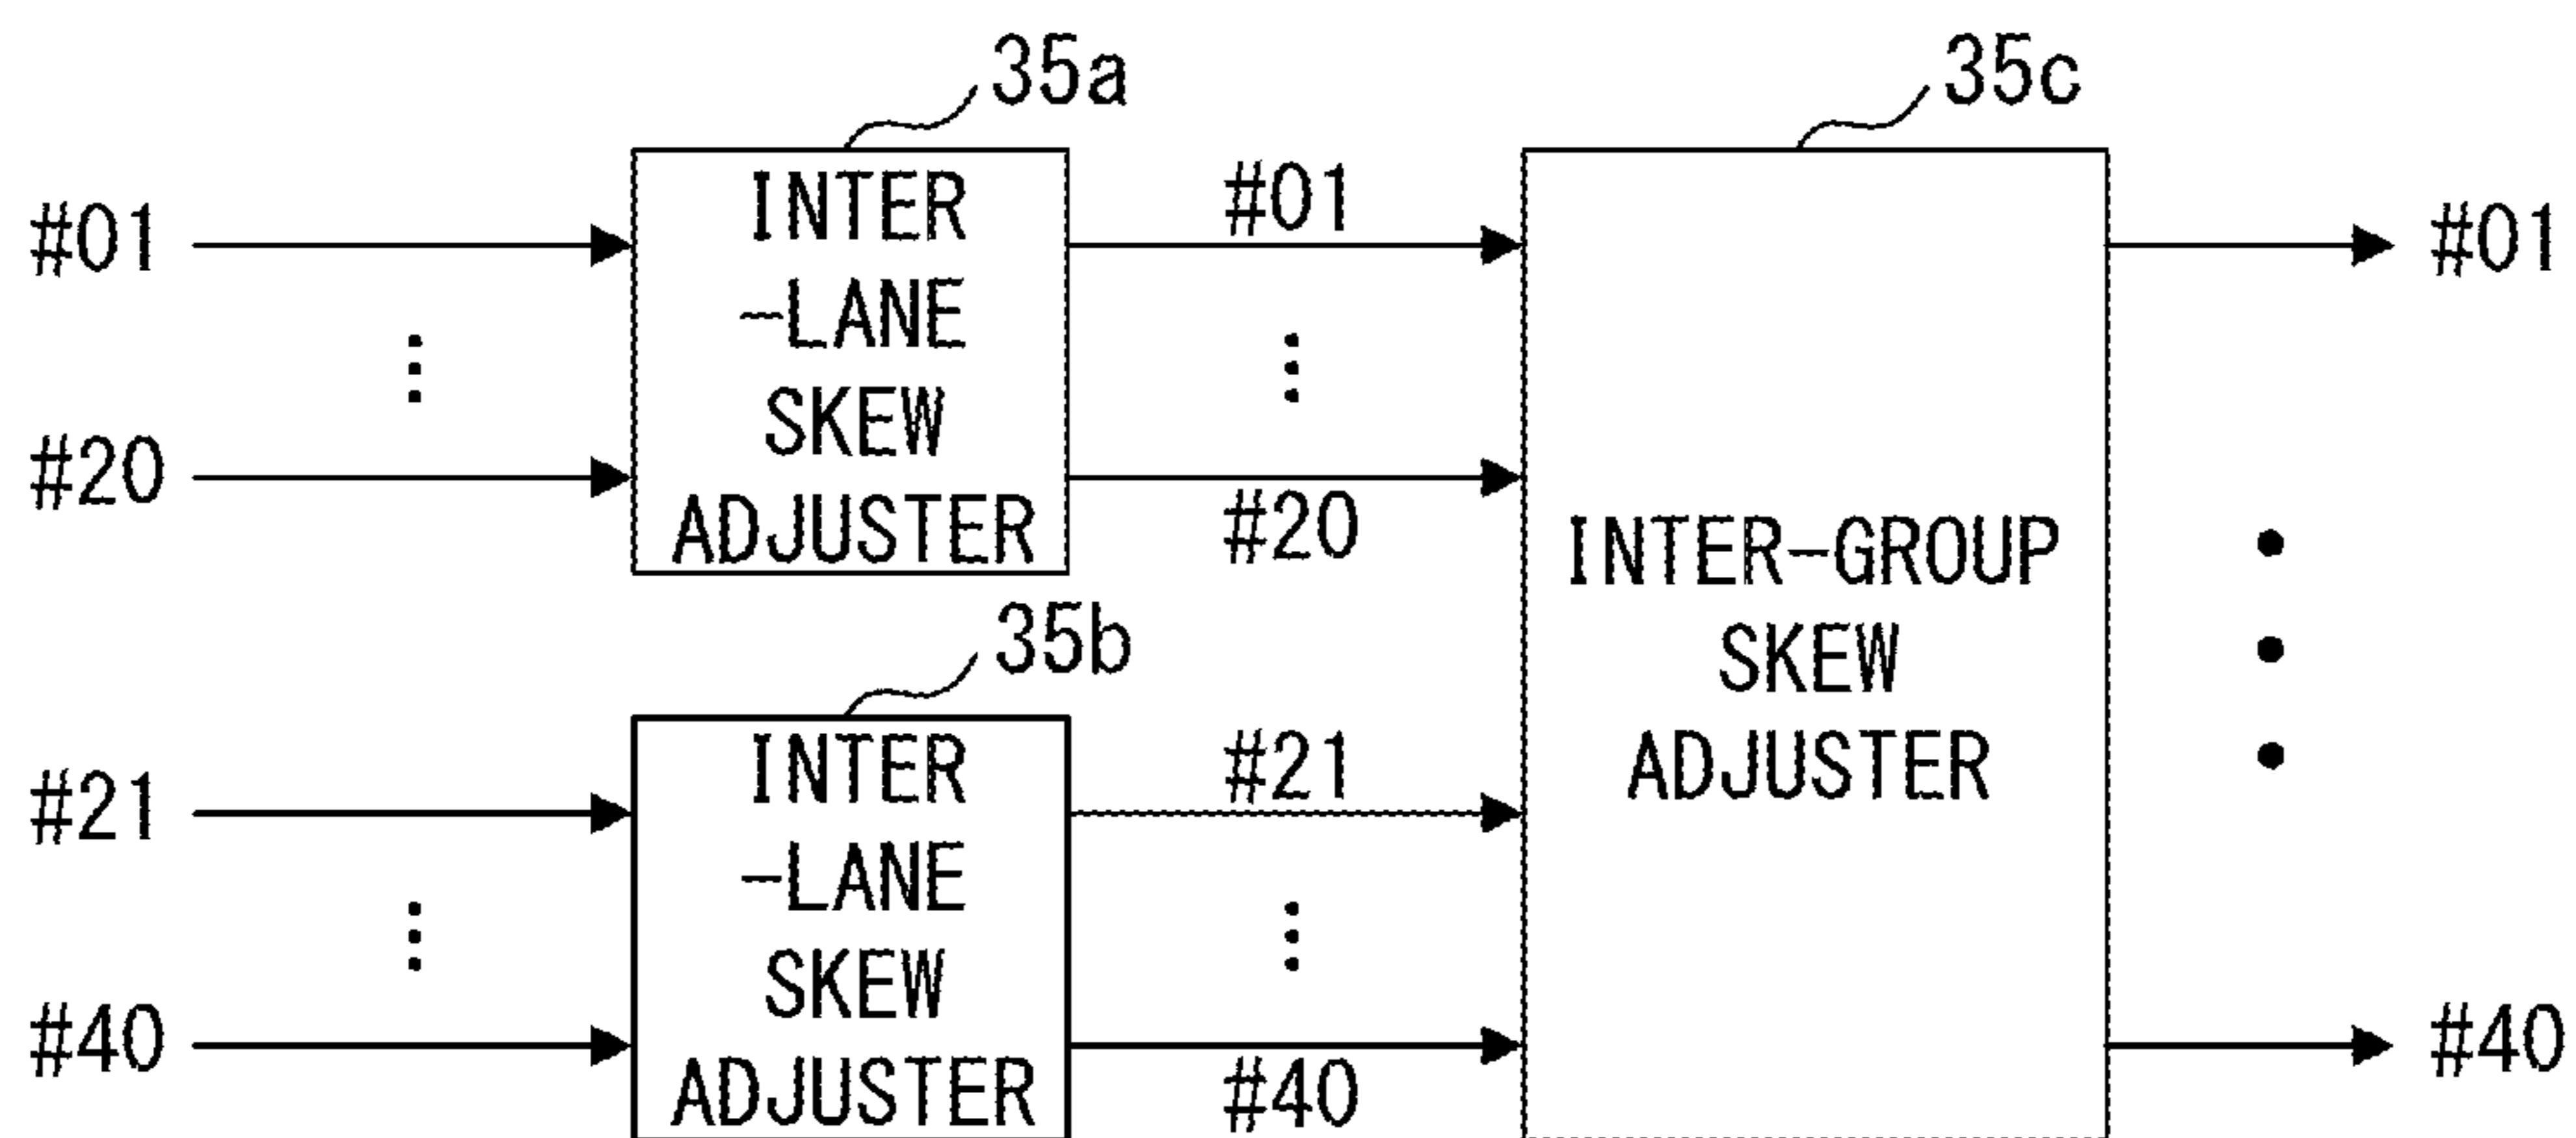 35a
35c
#01
INTER
-LANE
SKEW
ADJUSTER
#01
#01
#20
#20
INTER-GROUP
SKEW
ADJUSTER
35b
#21
INTER
-LANE
SKEW
ADJUSTER
#21
#40
#40
#40